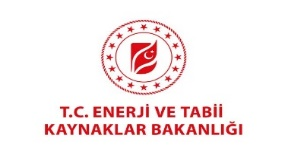 T.C. ENERJİ VE TABİİ
KAYNAKLAR BAKANLIĞI